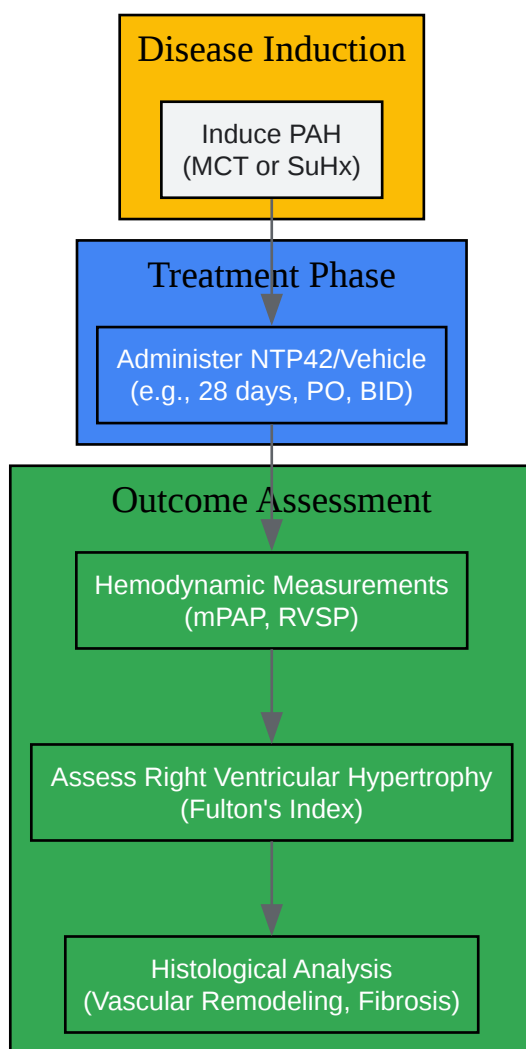 Disease Induction
Induce PAH
(MCT or SuHx)
Treatment Phase
Administer NTP42/Vehicle
(e.g., 28 days, PO, BID)
Outcome Assessment
Hemodynamic Measurements
(mPAP, RVSP)
Assess Right Ventricular Hypertrophy
(Fulton's Index)
Histological Analysis
(Vascular Remodeling, Fibrosis)